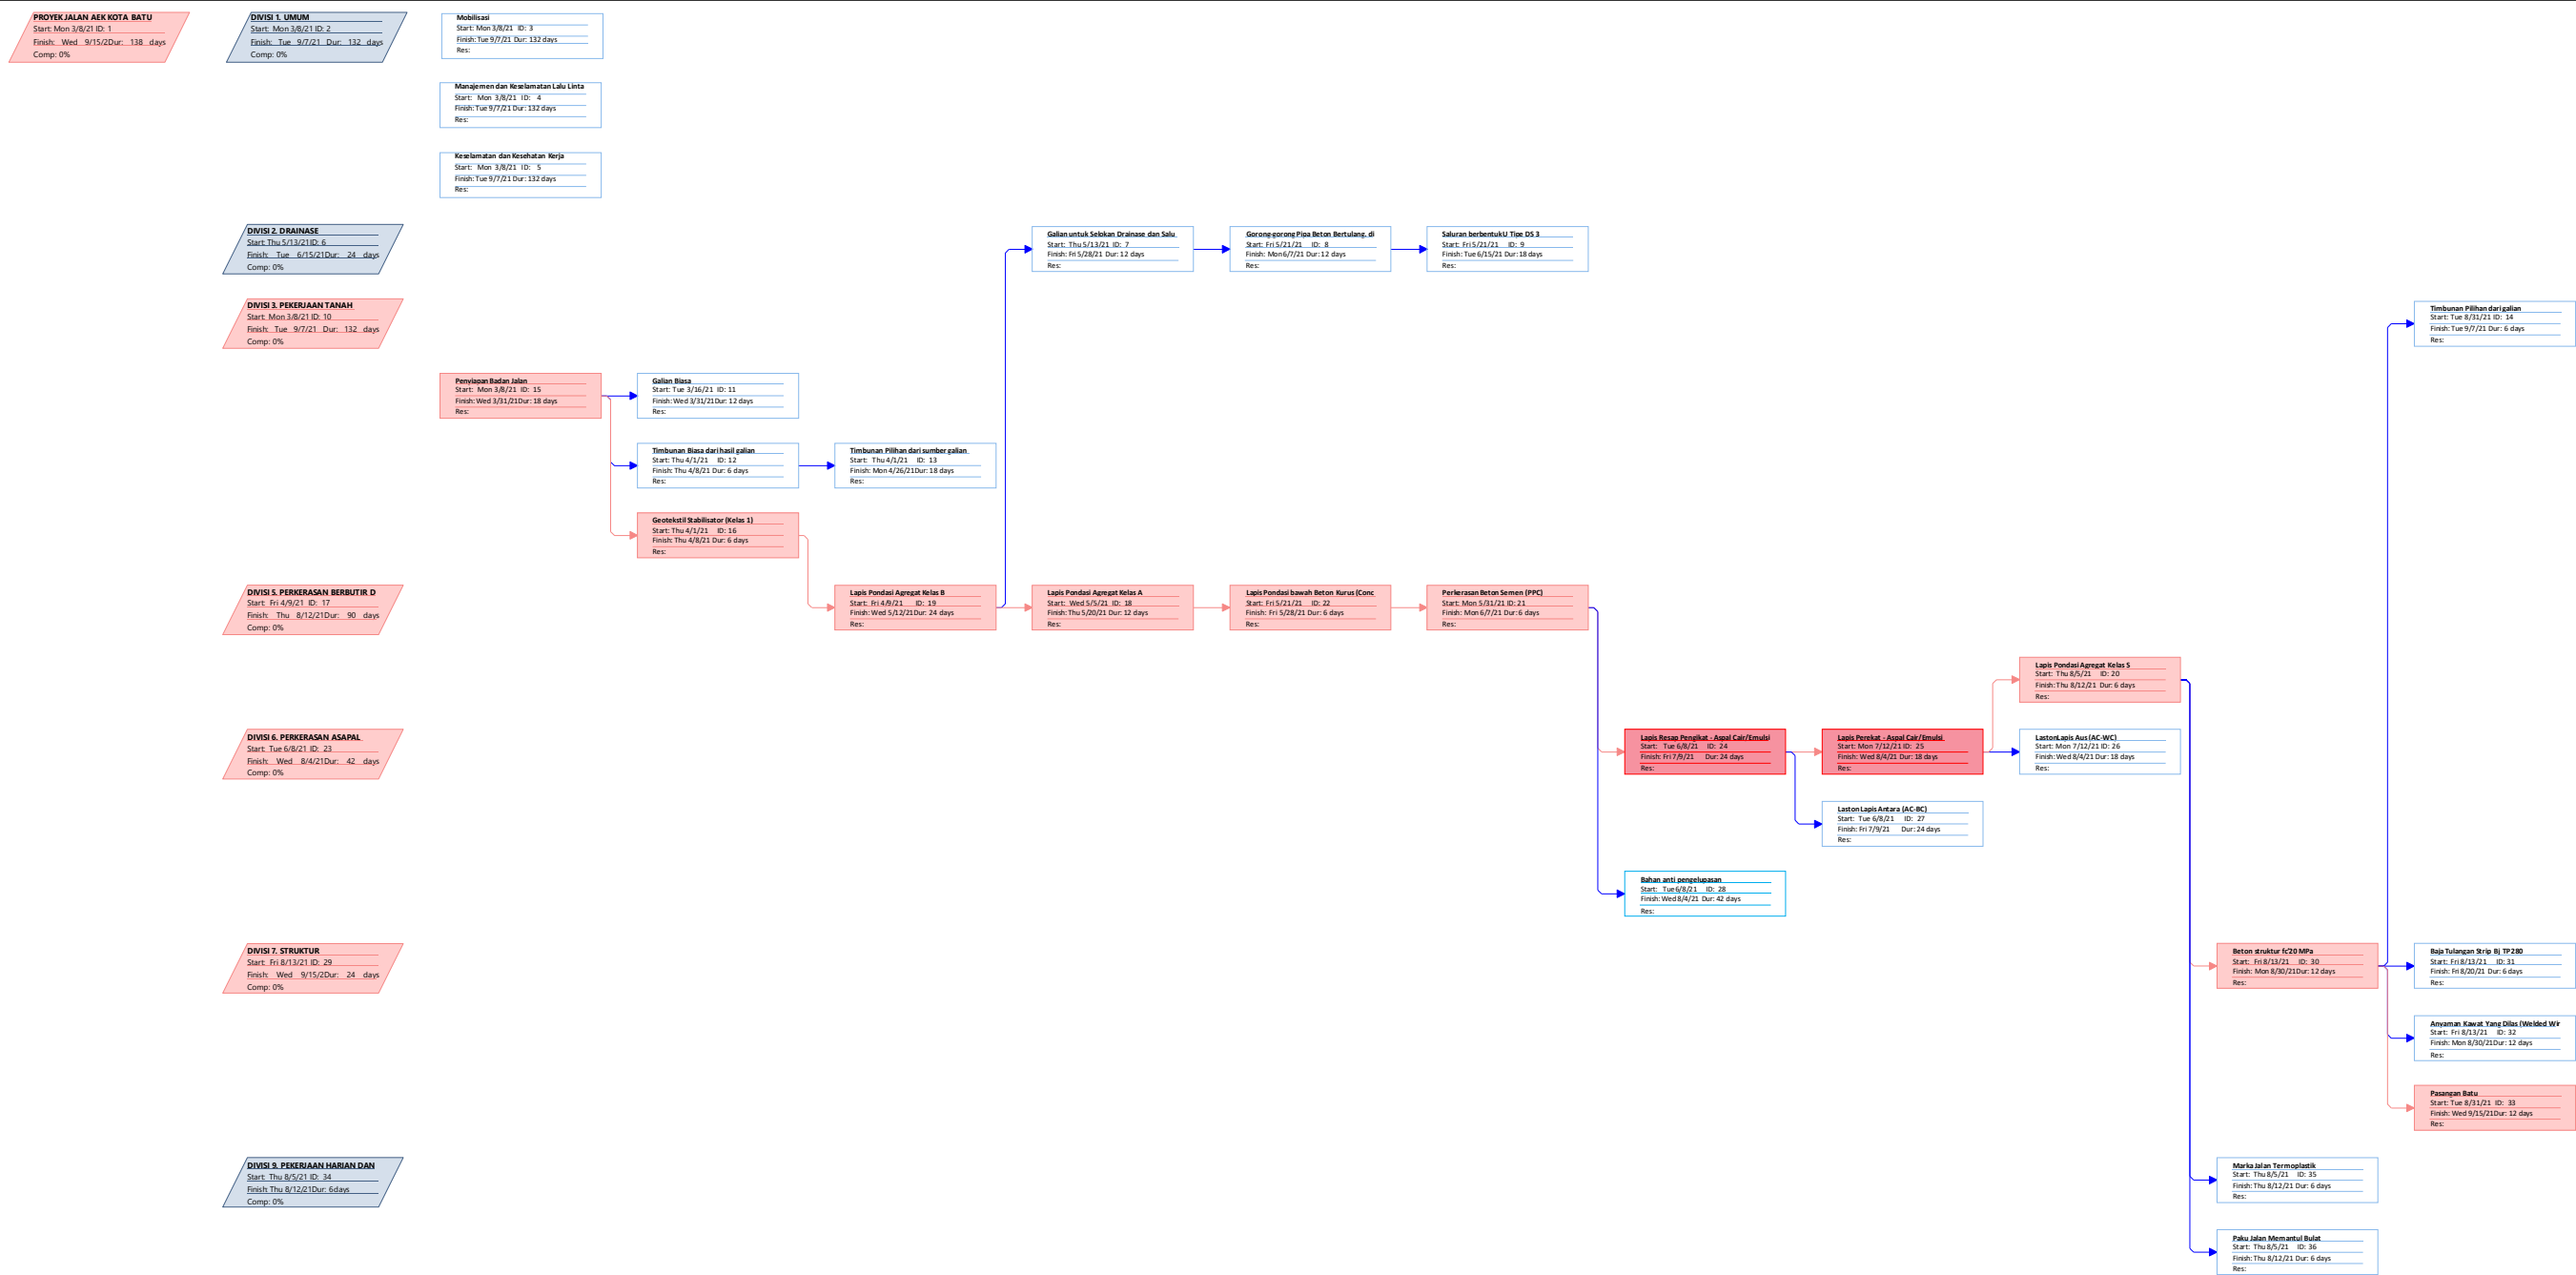 PROYEK JALAN AEK KOTA BATU
Start: Mon 3/8/21 ID: 1
Finish: Wed 9/15/2Dur: 138 days
Comp: 0%
DIVISI 1. UMUM
Start: Mon 3/8/21 ID: 2
Finish: Tue 9/7/21 Dur: 132 days
Comp: 0%
Mobilisasi
Start: Mon 3/8/21 ID: 3
Finish: Tue 9/7/21 Dur: 132 days
Res:
Manajemen dan Keselamatan Lalu Linta
Start: Mon 3/8/21 ID: 4
Finish: Tue 9/7/21 Dur: 132 days
Res:
Keselamatan dan Kesehatan Kerja
Start: Mon 3/8/21 ID: 5
Finish: Tue 9/7/21 Dur: 132 days
Res:
DIVISI 2. DRAINASE
Start: Thu 5/13/21 ID: 6
Finish: Tue 6/15/21Dur: 24 days
Comp: 0%
Galian untuk Selokan Drainase dan Salu
Start: Thu 5/13/21 ID: 7
Finish: Fri 5/28/21 Dur: 12 days
Res:
Gorong-gorong Pipa Beton Bertulang, di
Start: Fri 5/21/21 ID: 8
Finish: Mon 6/7/21 Dur: 12 days
Res:
Saluran berbentuk U Tipe DS 3
Start: Fri 5/21/21 ID: 9
Finish: Tue 6/15/21 Dur: 18 days
Res:
DIVISI 3. PEKERJAAN TANAH
Start: Mon 3/8/21 ID: 10
Finish: Tue 9/7/21 Dur: 132 days
Comp: 0%
Timbunan Pilihan dari galian
Start: Tue 8/31/21 ID: 14
Finish: Tue 9/7/21 Dur: 6 days
Res:
Penyiapan Badan Jalan
Start: Mon 3/8/21 ID: 15
Finish: Wed 3/31/21Dur: 18 days
Res:
Galian Biasa
Start: Tue 3/16/21 ID: 11
Finish: Wed 3/31/21Dur: 12 days
Res:
Timbunan Biasa dari hasil galian
Start: Thu 4/1/21 ID: 12
Finish: Thu 4/8/21 Dur: 6 days
Res:
Timbunan Pilihan dari sumber galian
Start: Thu 4/1/21 ID: 13
Finish: Mon 4/26/21Dur: 18 days
Res:
Geotekstil Stabilisator (Kelas 1)
Start: Thu 4/1/21 ID: 16
Finish: Thu 4/8/21 Dur: 6 days
Res:
DIVISI 5. PERKERASAN BERBUTIR D
Start: Fri 4/9/21 ID: 17
Finish: Thu 8/12/21Dur: 90 days
Comp: 0%
Lapis Pondasi Agregat Kelas B
Start: Fri 4/9/21 ID: 19
Finish: Wed 5/12/21Dur: 24 days
Res:
Lapis Pondasi Agregat Kelas A
Start: Wed 5/5/21 ID: 18
Finish: Thu 5/20/21 Dur: 12 days
Res:
Lapis Pondasi bawah Beton Kurus (Conc
Start: Fri 5/21/21 ID: 22
Finish: Fri 5/28/21 Dur: 6 days
Res:
Perkerasan Beton Semen (PPC)
Start: Mon 5/31/21 ID: 21
Finish: Mon 6/7/21 Dur: 6 days
Res:
Lapis Pondasi Agregat Kelas S
Start: Thu 8/5/21 ID: 20
Finish: Thu 8/12/21 Dur: 6 days
Res:
DIVISI 6. PERKERASAN ASAPAL
Start: Tue 6/8/21 ID: 23
Finish: Wed 8/4/21Dur: 42 days
Comp: 0%
Lapis Resap Pengikat - Aspal Cair/Emulsi
Start: Tue 6/8/21 ID: 24
Finish: Fri 7/9/21 Dur: 24 days
Res:
Lapis Perekat - Aspal Cair/Emulsi
Start: Mon 7/12/21 ID: 25
Finish: Wed 8/4/21 Dur: 18 days
Res:
Laston Lapis Aus (AC-WC)
Start: Mon 7/12/21 ID: 26
Finish: Wed 8/4/21 Dur: 18 days
Res:
Laston Lapis Antara (AC-BC)
Start: Tue 6/8/21 ID: 27
Finish: Fri 7/9/21 Dur: 24 days
Res:
Bahan anti pengelupasan
Start: Tue 6/8/21 ID: 28
Finish: Wed 8/4/21 Dur: 42 days
Res:
DIVISI 7. STRUKTUR
Start: Fri 8/13/21 ID: 29
Finish: Wed 9/15/2Dur: 24 days
Comp: 0%
Beton struktur fc'20 MPa
Start: Fri 8/13/21 ID: 30
Finish: Mon 8/30/21Dur: 12 days
Res:
Baja Tulangan Strip Bj TP 280
Start: Fri 8/13/21 ID: 31
Finish: Fri 8/20/21 Dur: 6 days
Res:
Anyaman Kawat Yang Dilas (Welded Wir
Start: Fri 8/13/21 ID: 32
Finish: Mon 8/30/21Dur: 12 days
Res:
Pasangan Batu
Start: Tue 8/31/21 ID: 33
Finish: Wed 9/15/21Dur: 12 days
Res:
DIVISI 9. PEKERJAAN HARIAN DAN
Start: Thu 8/5/21 ID: 34
Finish: Thu 8/12/21Dur: 6 days
Comp: 0%
Marka Jalan Termoplastik
Start: Thu 8/5/21 ID: 35
Finish: Thu 8/12/21 Dur: 6 days
Res:
Paku Jalan Memantul Bulat
Start: Thu 8/5/21 ID: 36
Finish: Thu 8/12/21 Dur: 6 days
Res: